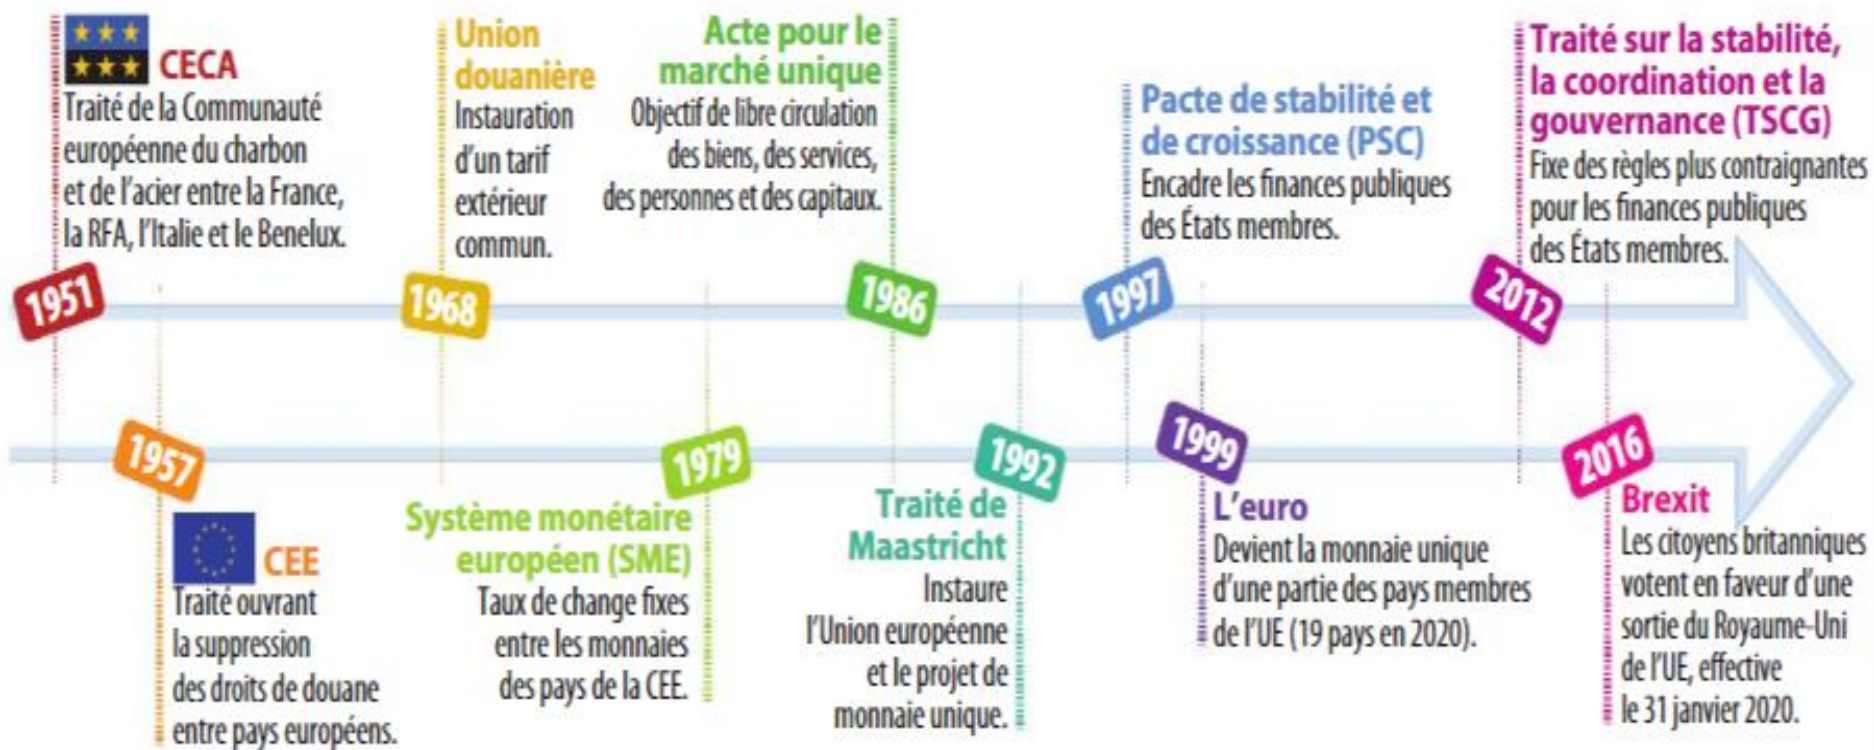 CECA
Traité de la Communauté
européenne du charbon
et de l'acier entre la France,
la RFA, l'Italie et le Benelux.
1951
1957
CEE
Traité ouvrant
la suppression
des droits de douane
entre pays européens.
Union
douanière
Instauration
d'un tarif
extérieur
commun.
1968
1979
Système monétaire
européen (SME)
Taux de change fixes
entre les monnaies
des pays de la CEE.
Acte pour le
marché unique
Objectif de libre circulation
des biens, des services,
des personnes et des capitaux.
1986
1992
Traité de
Maastricht
Instaure
l'Union européenne
et le projet de
monnaie unique.
Pacte de stabilité et
de croissance (PSC)
Encadre les finances publiques
des États membres.
1997
1999
L'euro
Devient la monnaie unique
d'une partie des pays membres
de l'UE (19 pays en 2020).
Traité sur la stabilité,
la coordination et la
gouvernance (TSCG)
Fixe des règles plus contraignantes
pour les finances publiques
des États membres.
2012
2016
Brexit
Les citoyens britanniques
votent en faveur d'une
sortie du Royaume-Uni
de l'UE, effective
le 31 janvier 2020.